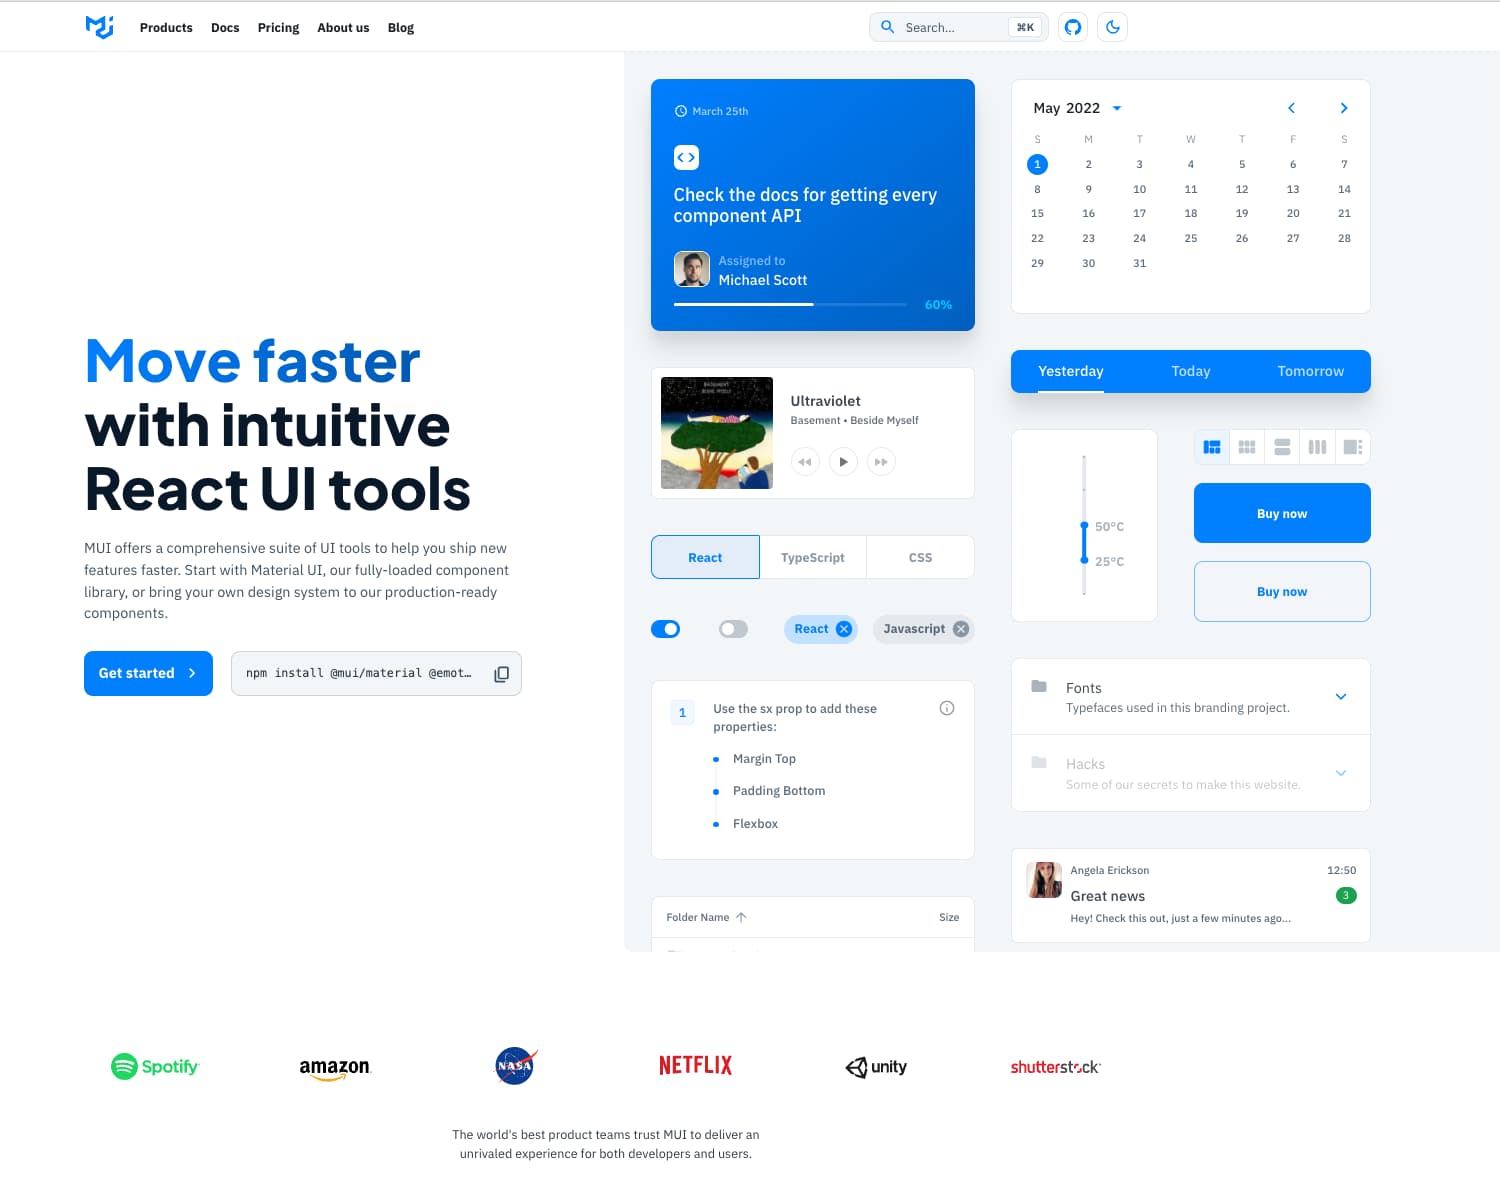 Products Docs Pricing About us Blog
Search… ⌘K
Move faster
with intuitive
React UI tools
MUI offers a comprehensive suite of UI tools to help you ship new
features faster. Start with Material UI, our fully-loaded component
library, or bring your own design system to our production-ready
components.
Get started
npm install @mui/material @emot…
March 25th
Check the docs for getting every
component API
Assigned to
Michael Scott
60%
BASEMENT
BESIDE MYSELF
Ultraviolet
Basement • Beside Myself
React TypeScript CSS
React Javascript
1
Use the sx prop to add these
properties:
Margin Top
Padding Bottom
Flexbox
Folder Name Size
May 2022
S M T W T F S
1 2 3 4 5 6 7
8 9 10 11 12 13 14
15 16 17 18 19 20 21
22 23 24 25 26 27 28
29 30 31
Yesterday Today Tomorrow
50°C
25°C
Buy now
Buy now
Fonts
Typefaces used in this branding project.
Hacks
Some of our secrets to make this website.
Angela Erickson 12:50
Great news 3
Hey! Check this out, just a few minutes ago…
Spotify amazon NASA NETFLIX unity shutterstock
The world's best product teams trust MUI to deliver an
unrivaled experience for both developers and users.